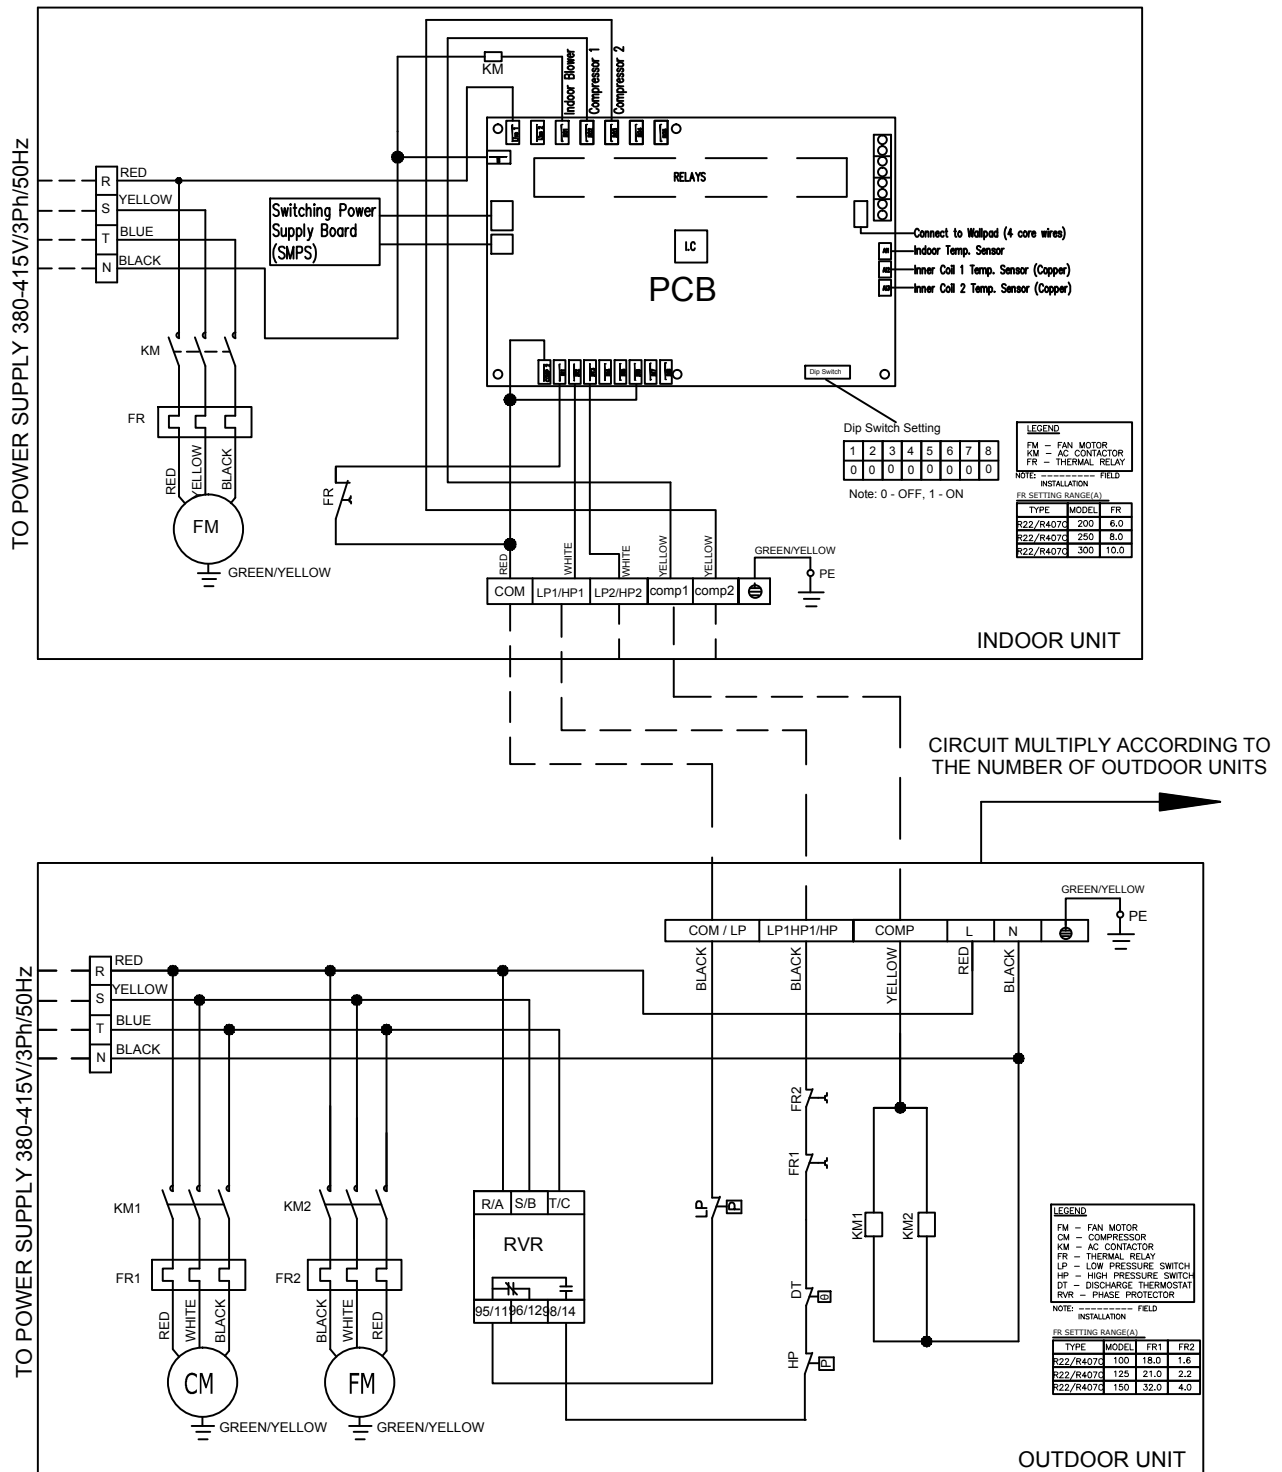 TO POWER SUPPLY 380-415V/3Ph/50Hz
R RED
S YELLOW
T BLUE
N BLACK
KM
Indoor Blower
Compressor 1
Compressor 2
RELAYS
Switching Power
Supply Board
(SMPS)
I.C
PCB
Connect to Wallpad (4 core wires)
Indoor Temp. Sensor
Inner Coil 1 Temp. Sensor (Copper)
Inner Coil 2 Temp. Sensor (Copper)
KM
FR
RED
YELLOW
BLACK
FM
GREEN/YELLOW
FR
Dip Switch
Dip Switch Setting
1 2 3 4 5 6 7 8
0 0 0 0 0 0 0 0
Note: 0 - OFF, 1 - ON
LEGEND
FM – FAN MOTOR
KM – AC CONTACTOR
FR – THERMAL RELAY
NOTE: --------- FIELD
INSTALLATION
FR SETTING RANGE(A)
TYPE MODEL FR
R22/R407C 200 6.0
R22/R407C 250 8.0
R22/R407C 300 10.0
RED
WHITE
WHITE
YELLOW
YELLOW
GREEN/YELLOW
PE
COM LP1/HP1 LP2/HP2 comp1 comp2
INDOOR UNIT
CIRCUIT MULTIPLY ACCORDING TO
THE NUMBER OF OUTDOOR UNITS
TO POWER SUPPLY 380-415V/3Ph/50Hz
GREEN/YELLOW
PE
COM / LP LP1HP1/HP COMP L N
BLACK
BLACK
YELLOW
RED
BLACK
R RED
S YELLOW
T BLUE
N BLACK
KM1
KM2
FR1
FR2
RED
WHITE
BLACK
BLACK
WHITE
RED
CM
FM
GREEN/YELLOW
GREEN/YELLOW
R/A S/B T/C
RVR
95/11 96/12 98/14
LP
P
FR2
FR1
DT
θ
HP
P
KM1
KM2
LEGEND
FM – FAN MOTOR
CM – COMPRESSOR
KM – AC CONTACTOR
FR – THERMAL RELAY
LP – LOW PRESSURE SWITCH
HP – HIGH PRESSURE SWITCH
DT – DISCHARGE THERMOSTAT
RVR – PHASE PROTECTOR
NOTE: --------- FIELD
INSTALLATION
FR SETTING RANGE(A)
TYPE MODEL FR1 FR2
R22/R407C 100 18.0 1.6
R22/R407C 125 21.0 2.2
R22/R407C 150 32.0 4.0
OUTDOOR UNIT